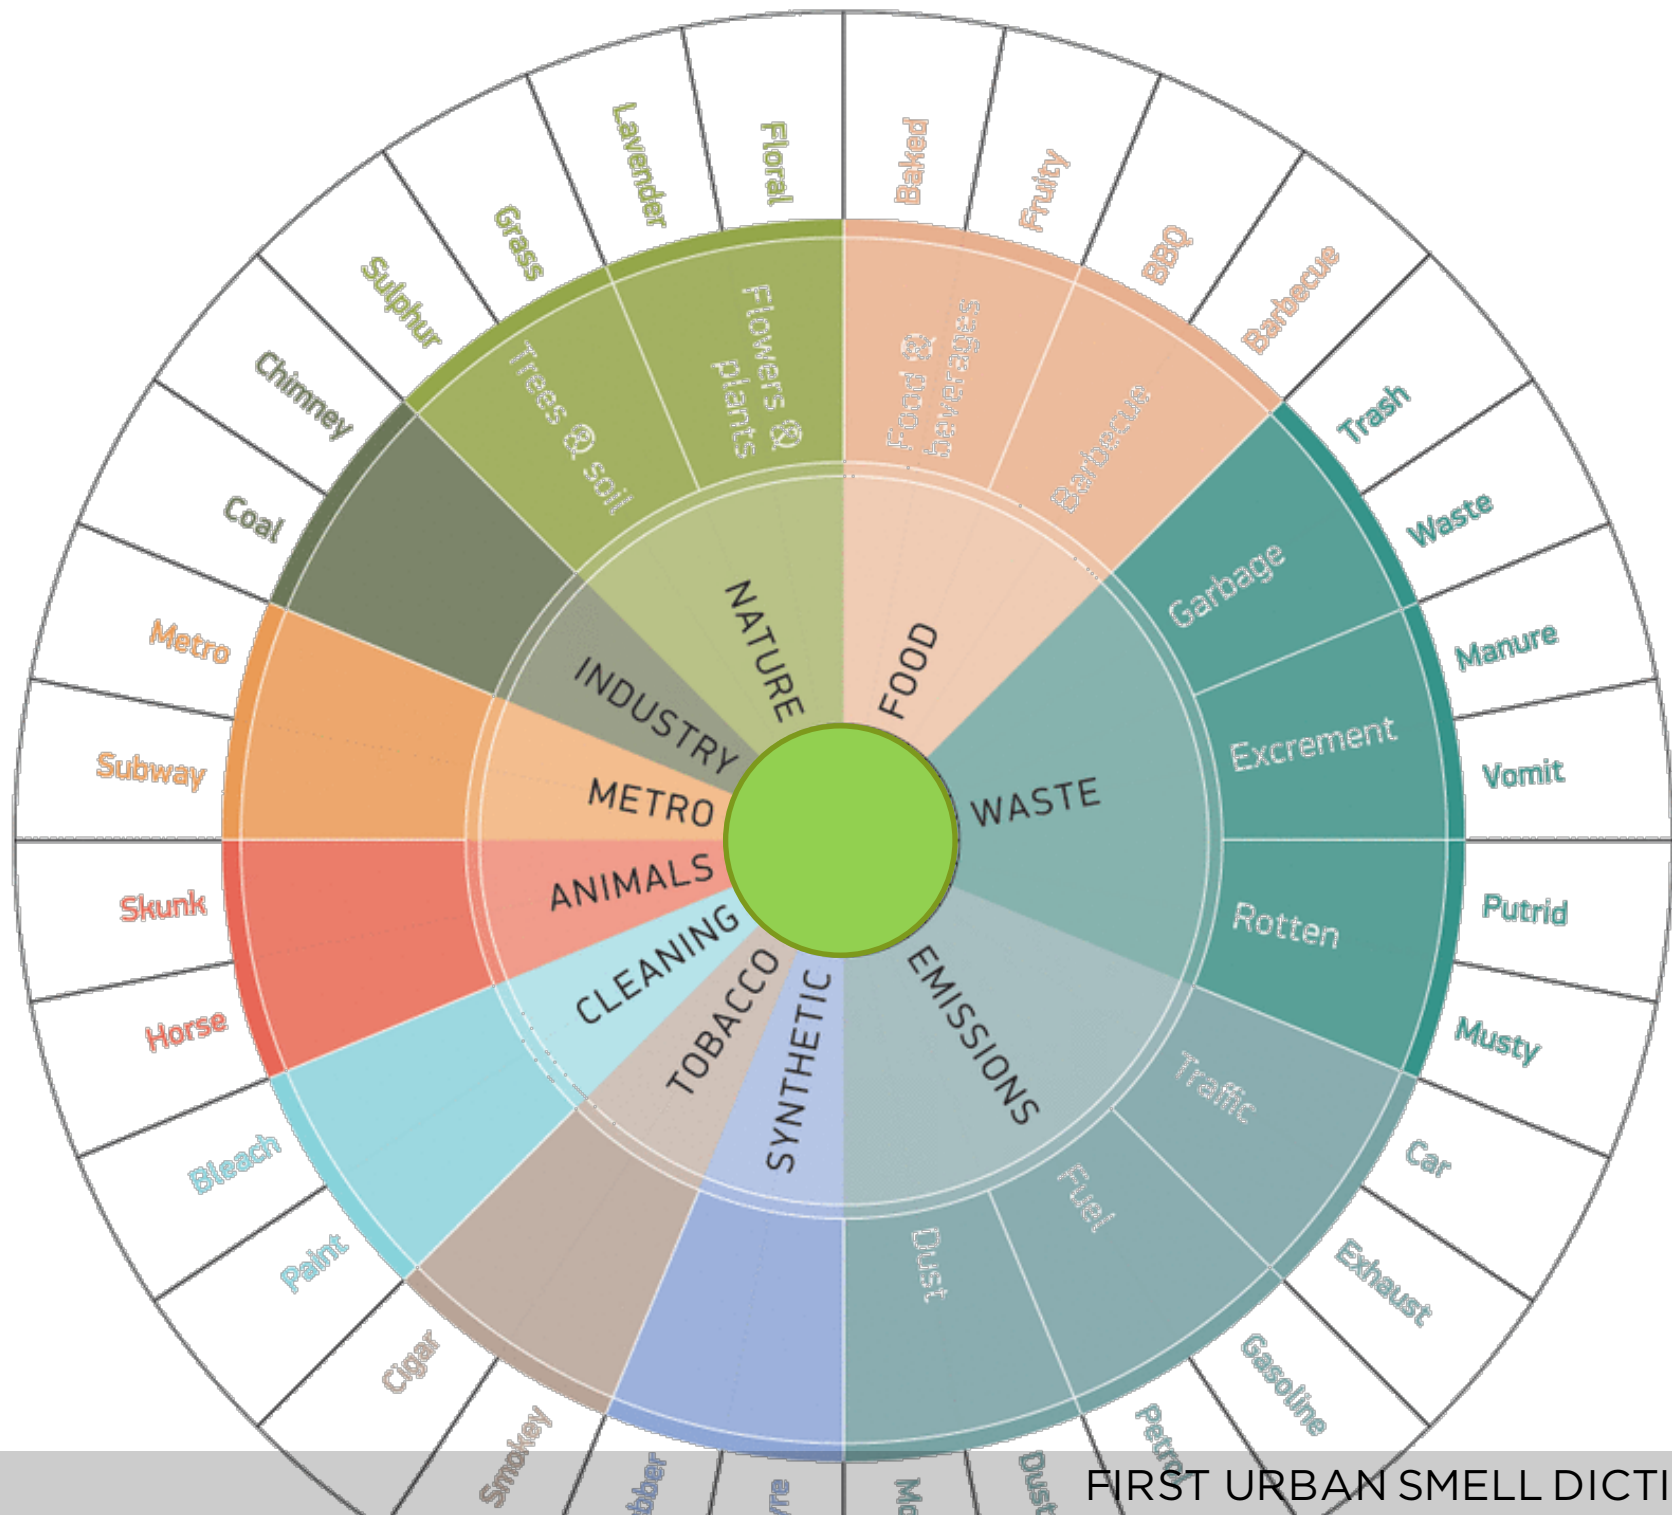 Baked
Fruity
BBQ
Barbecue
Trash
Waste
Manure
Vomit
Putrid
Musty
Car
Exhaust
Gasoline
Petrol
Dust
Smokey
Cigar
Paint
Bleach
Horse
Skunk
Subway
Metro
Coal
Chimney
Sulphur
Grass
Lavender
Floral
Food &
beverages
Barbecue
Garbage
Excrement
Rotten
Traffic
Fuel
Dust
Trees & soil
Flowers &
plants
FOOD
WASTE
EMISSIONS
SYNTHETIC
TOBACCO
CLEANING
ANIMALS
METRO
INDUSTRY
NATURE
FIRST URBAN SMELL DICTI